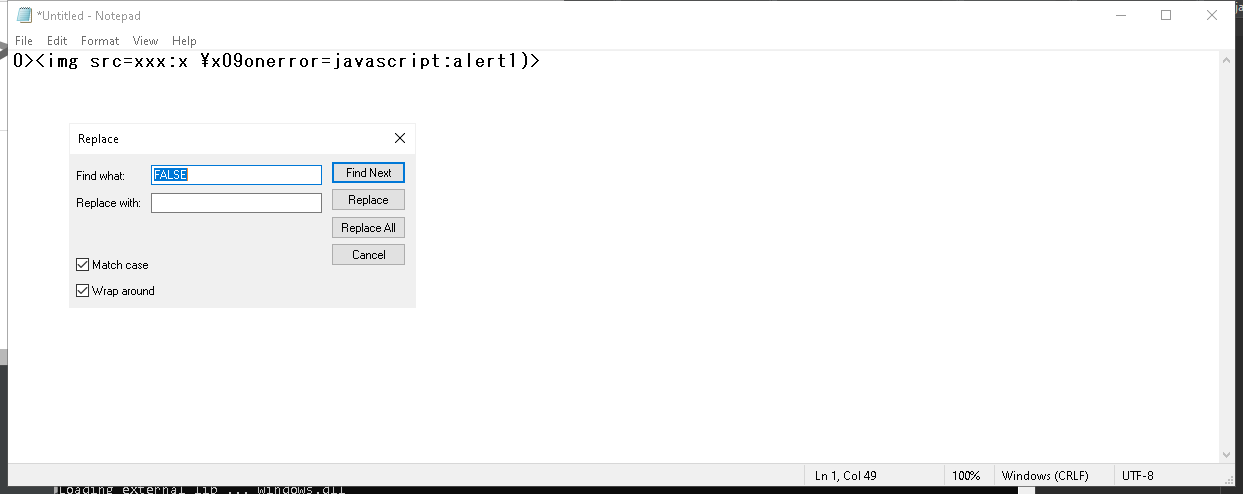 *Untitled - Notepad
File Edit Format View Help
0><img src=xxx:x ¥x09onerror=javascript:alert1)>
Replace
Find what: FALSE Find Next
Replace with: Replace
Replace All
Cancel
Match case
Wrap around
Ln 1, Col 49 100% Windows (CRLF) UTF-8
Loading external lib ... windows.dll